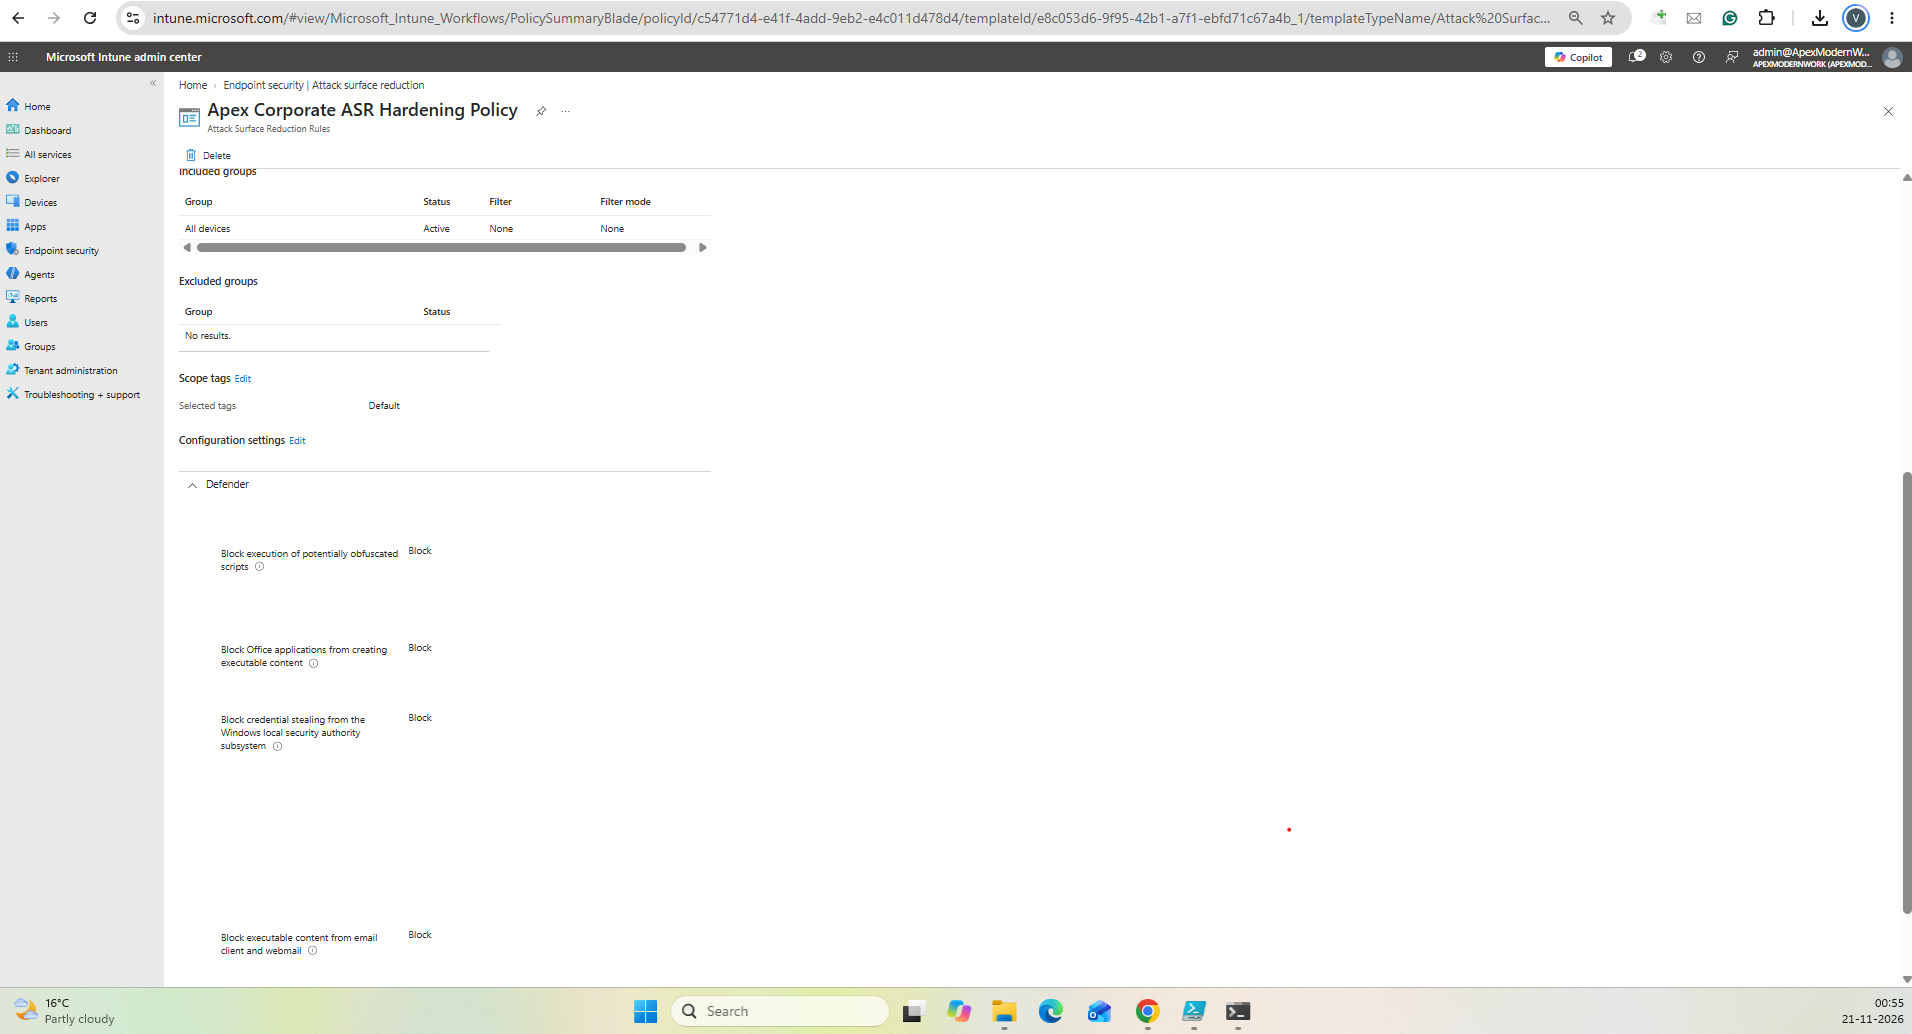 intune.microsoft.com/#view/Microsoft_Intune_Workflows/PolicySummaryBlade/policyId/c54771d4-e41f-4add-9eb2-e4c011d478d4/templateId/e8c053d6-9f95-42b1-a7f1-ebfd71c67a4b_1/templateTypeName/Attack%20Surfac...
V
Microsoft Intune admin center
Copilot
2
admin@ApexModernW...
APEXMODERNWORK (APEXMOD...
Home
Dashboard
All services
Explorer
Devices
Apps
Endpoint security
Agents
Reports
Users
Groups
Tenant administration
Troubleshooting + support
Home > Endpoint security | Attack surface reduction
Apex Corporate ASR Hardening Policy
...
Attack Surface Reduction Rules
Delete
Included groups
Group Status Filter Filter mode
All devices Active None None
Excluded groups
Group Status
No results.
Scope tags Edit
Selected tags Default
Configuration settings Edit
Defender
Block execution of potentially obfuscated Block
scripts
Block Office applications from creating Block
executable content
Block credential stealing from the Block
Windows local security authority
subsystem
Block executable content from email Block
client and webmail
16°C
Partly cloudy
Search
00:55
21-11-2026